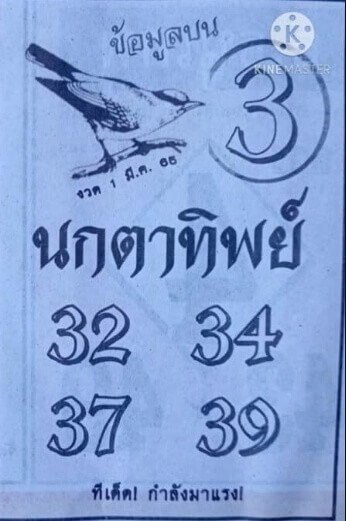 ข้อมูลบน
3
KINEMASTER
งวด 1 มี.ค. 65
นกตาทิพย์
32 34
37 39
ทีเด็ด! กำลังมาแรง!